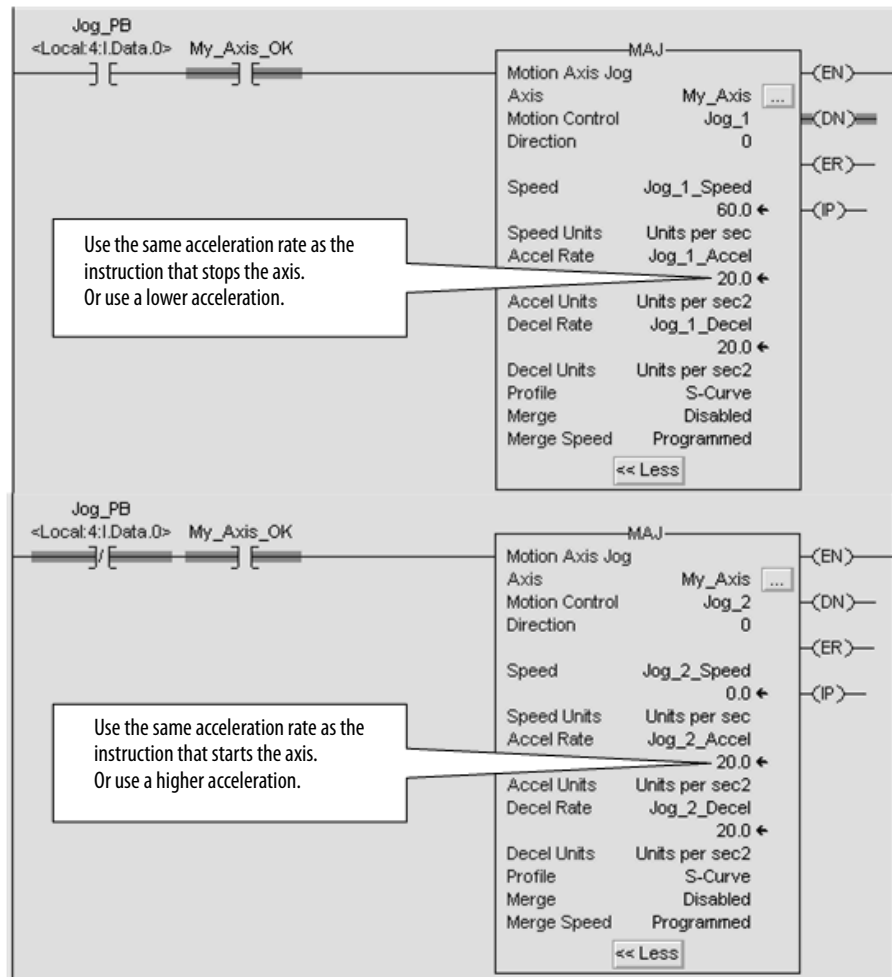 Jog_PB
<Local:4:I.Data.0> My_Axis_OK
MAJ
Motion Axis Jog
Axis My_Axis ...
Motion Control Jog_1
Direction 0
Speed Jog_1_Speed
60.0
Speed Units Units per sec
Accel Rate Jog_1_Accel
20.0
Accel Units Units per sec2
Decel Rate Jog_1_Decel
20.0
Decel Units Units per sec2
Profile S-Curve
Merge Disabled
Merge Speed Programmed
<< Less
EN
DN
ER
IP
Use the same acceleration rate as the
instruction that stops the axis.
Or use a lower acceleration.
Jog_PB
<Local:4:I.Data.0> My_Axis_OK
MAJ
Motion Axis Jog
Axis My_Axis ...
Motion Control Jog_2
Direction 0
Speed Jog_2_Speed
0.0
Speed Units Units per sec
Accel Rate Jog_2_Accel
20.0
Accel Units Units per sec2
Decel Rate Jog_2_Decel
20.0
Decel Units Units per sec2
Profile S-Curve
Merge Disabled
Merge Speed Programmed
<< Less
EN
DN
ER
IP
Use the same acceleration rate as the
instruction that starts the axis.
Or use a higher acceleration.